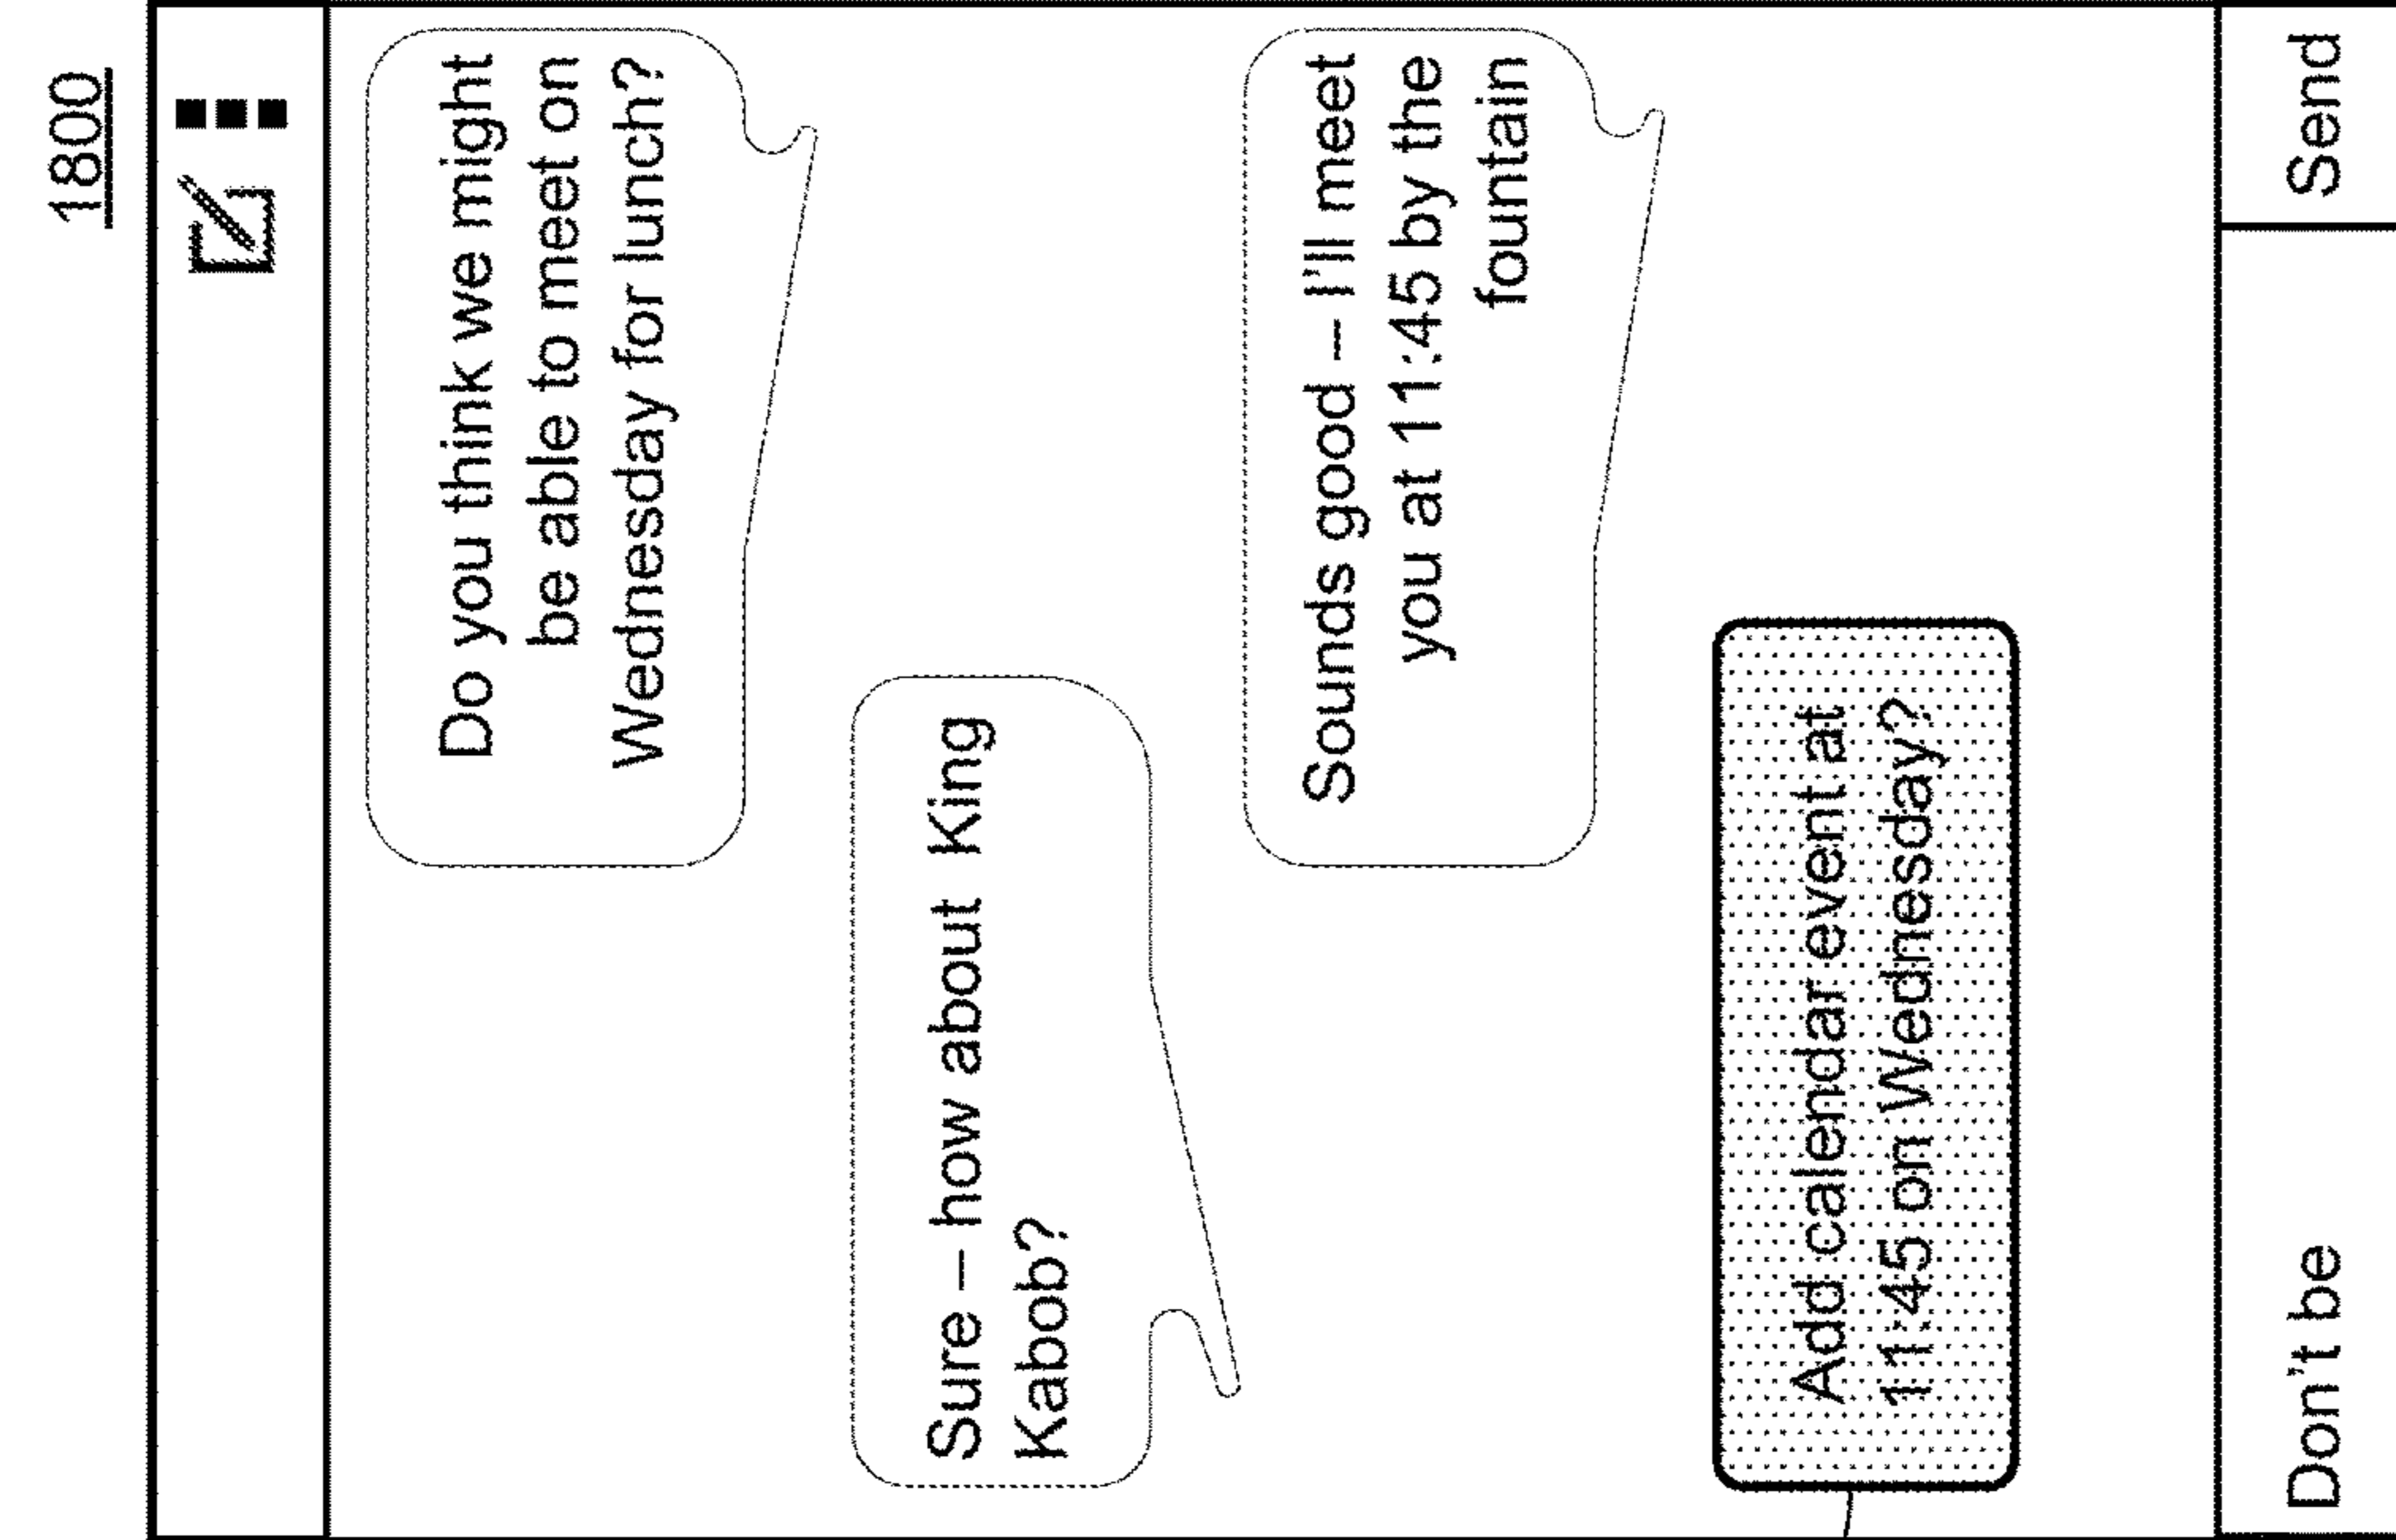 1800
Do you think we might
be able to meet on
Wednesday for lunch?
Sure – how about King
Kabob?
Sounds good – I'll meet
you at 11:45 by the
fountain
Add calendar event at
11:45 on Wednesday?
Don't be
Send